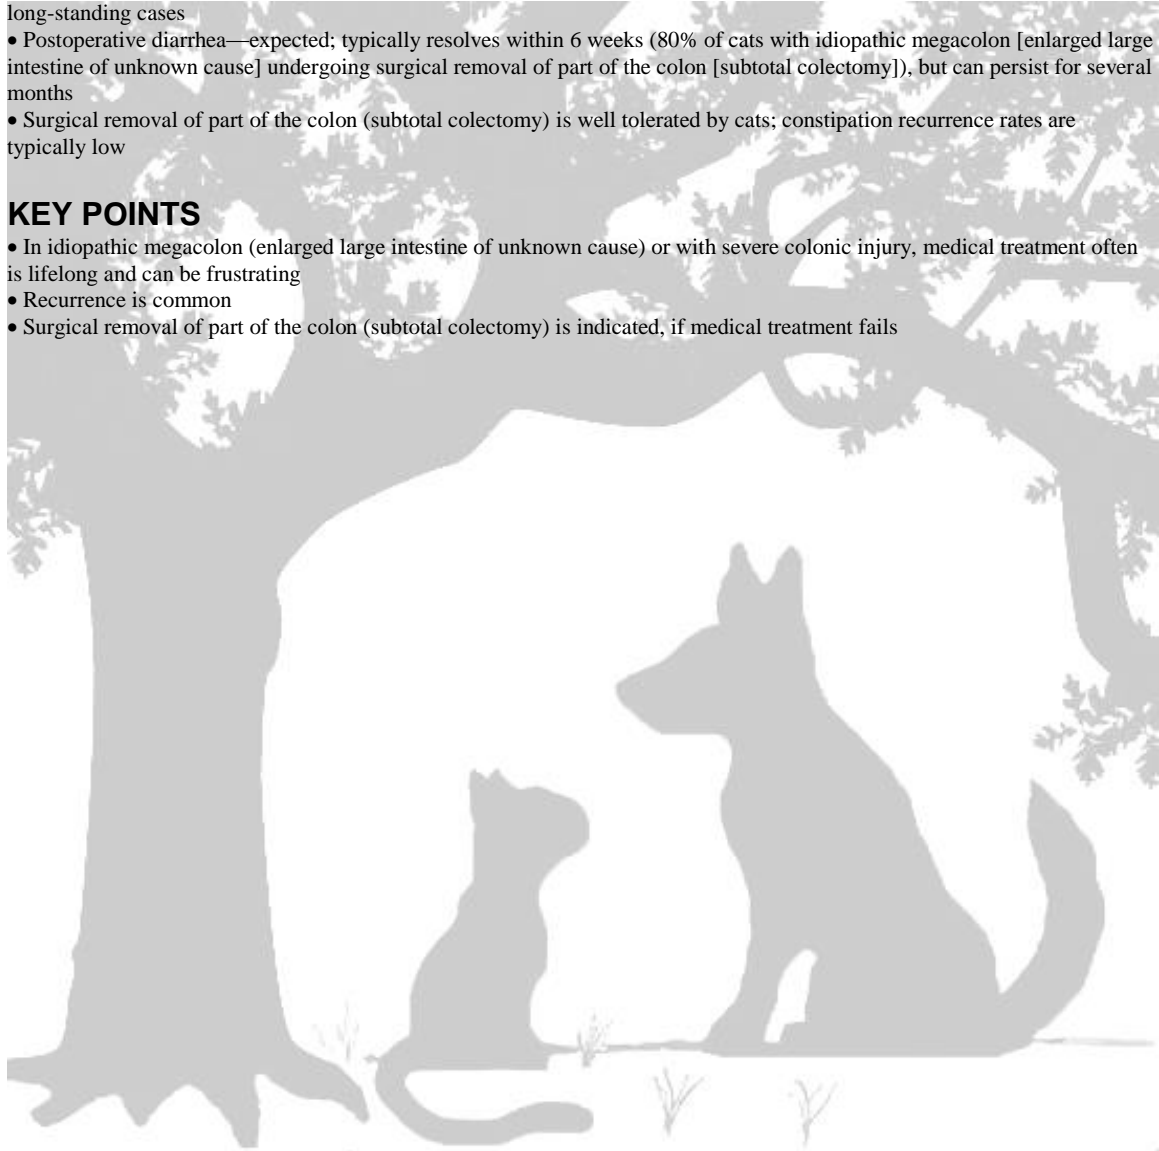 long-standing cases
• Postoperative diarrhea—expected; typically resolves within 6 weeks (80% of cats with idiopathic megacolon [enlarged large
intestine of unknown cause] undergoing surgical removal of part of the colon [subtotal colectomy]), but can persist for several
months
• Surgical removal of part of the colon (subtotal colectomy) is well tolerated by cats; constipation recurrence rates are
typically low
KEY POINTS
• In idiopathic megacolon (enlarged large intestine of unknown cause) or with severe colonic injury, medical treatment often
is lifelong and can be frustrating
• Recurrence is common
• Surgical removal of part of the colon (subtotal colectomy) is indicated, if medical treatment fails